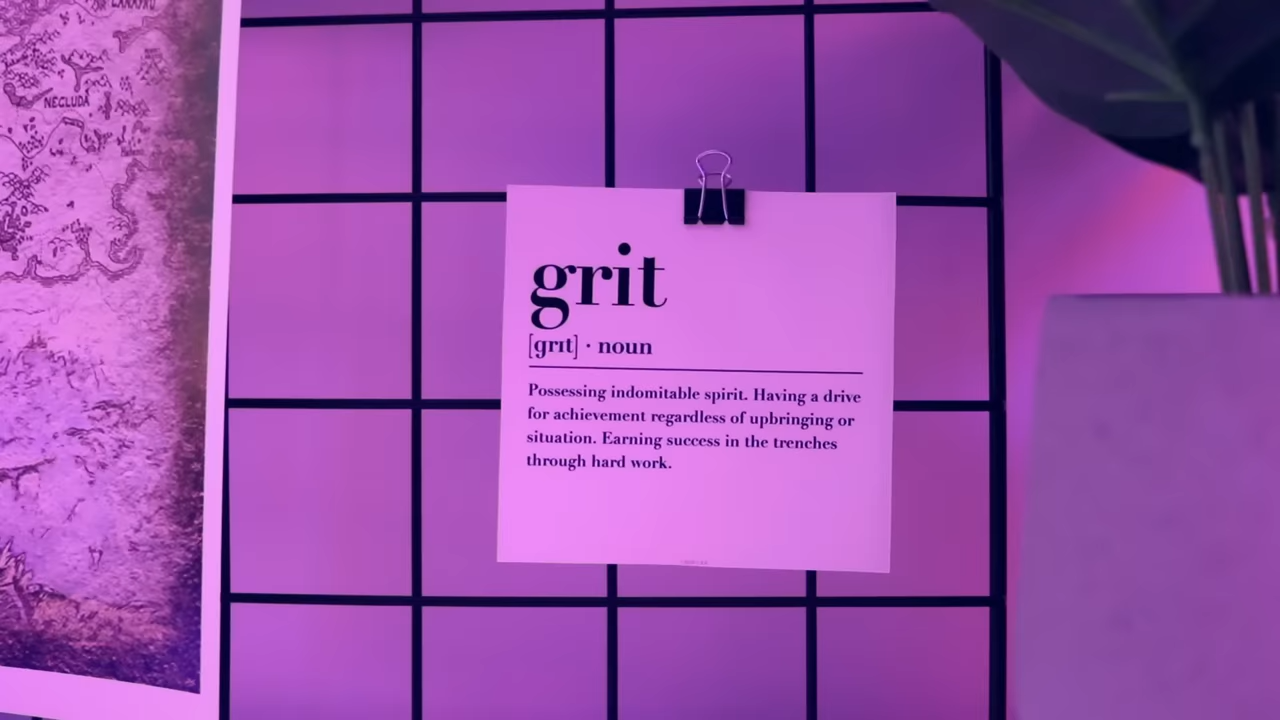 LANAYRU
NECLUDA
grit
[grɪt] · noun
Possessing indomitable spirit. Having a drive
for achievement regardless of upbringing or
situation. Earning success in the trenches
through hard work.